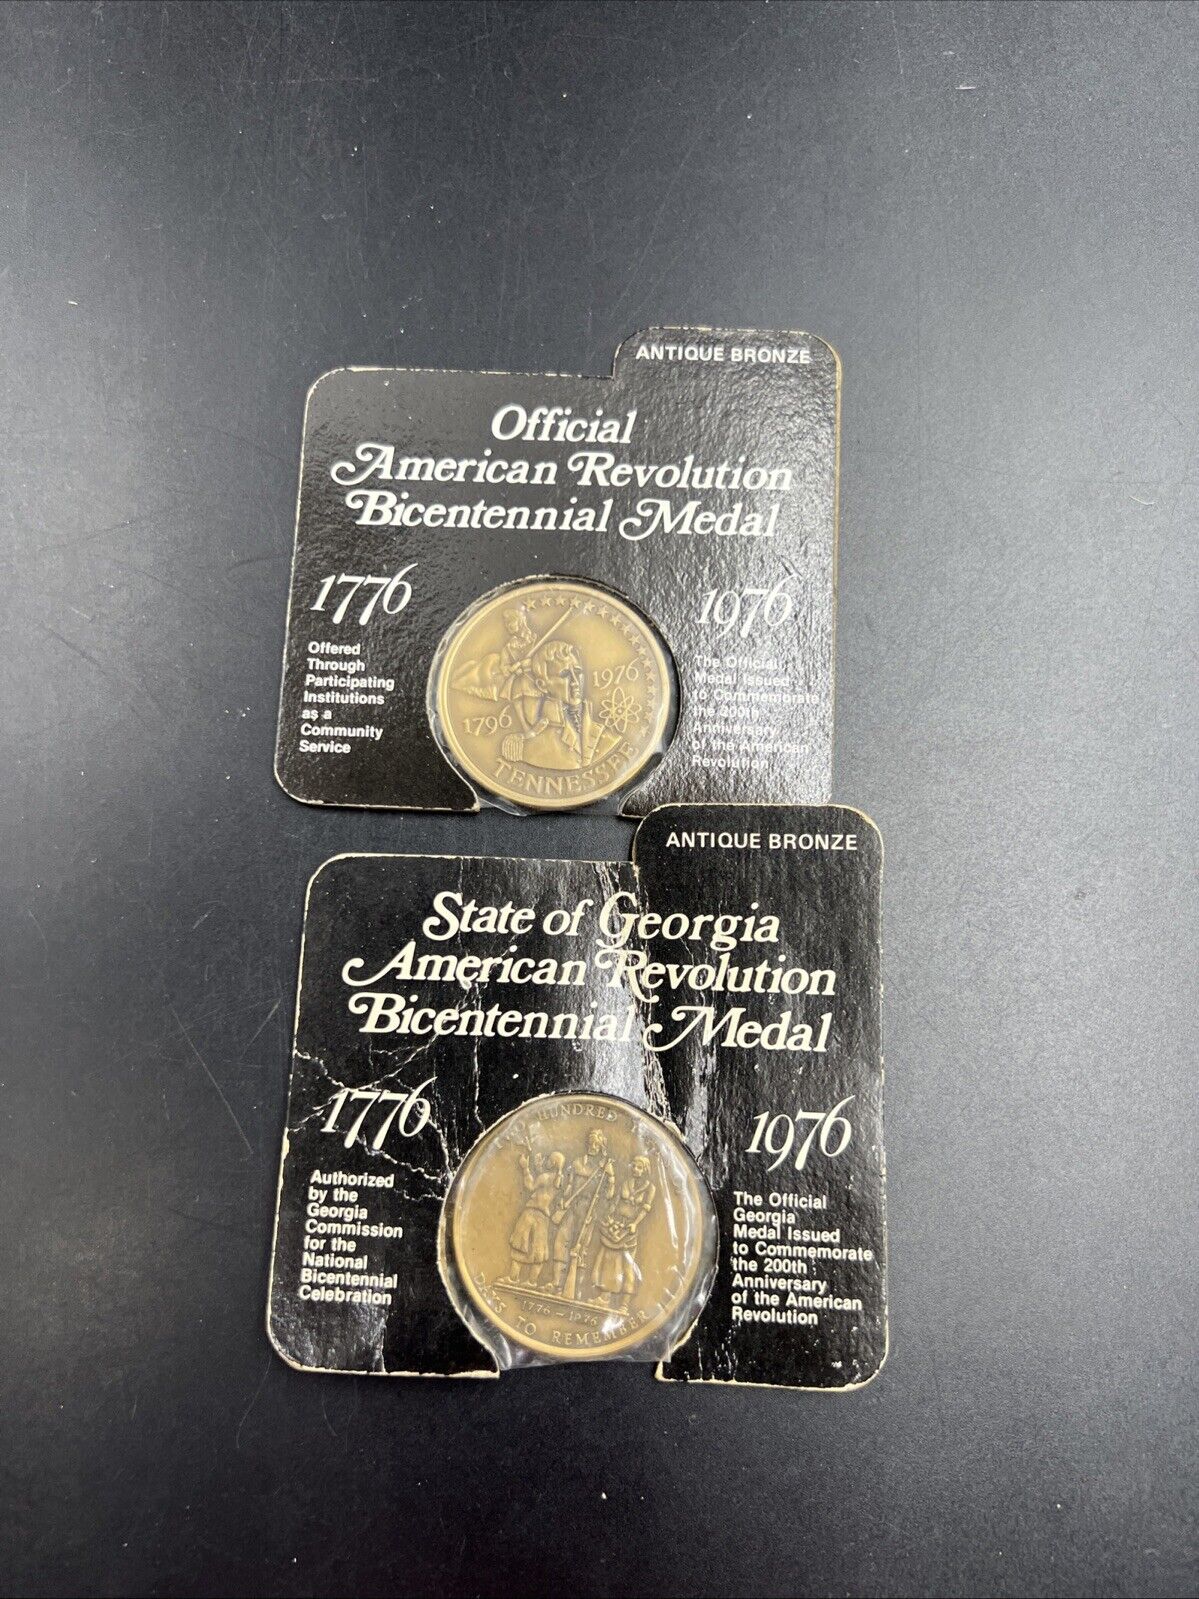 ANTIQUE BRONZE
Official
American Revolution
Bicentennial Medal
1776
1976
Offered
Through
Participating
Institutions
as a
Community
Service
The Official
Medal Issued
to Commemorate
the 200th
Anniversary
of the American
Revolution
1976
1796
TENNESSEE
ANTIQUE BRONZE
State of Georgia
American Revolution
Bicentennial Medal
1776
1976
Authorized
by the
Georgia
Commission
for the
National
Bicentennial
Celebration
The Official
Georgia
Medal Issued
to Commemorate
the 200th
Anniversary
of the American
Revolution
HUNDRED
1776 - 1976
DAYS TO REMEMBER